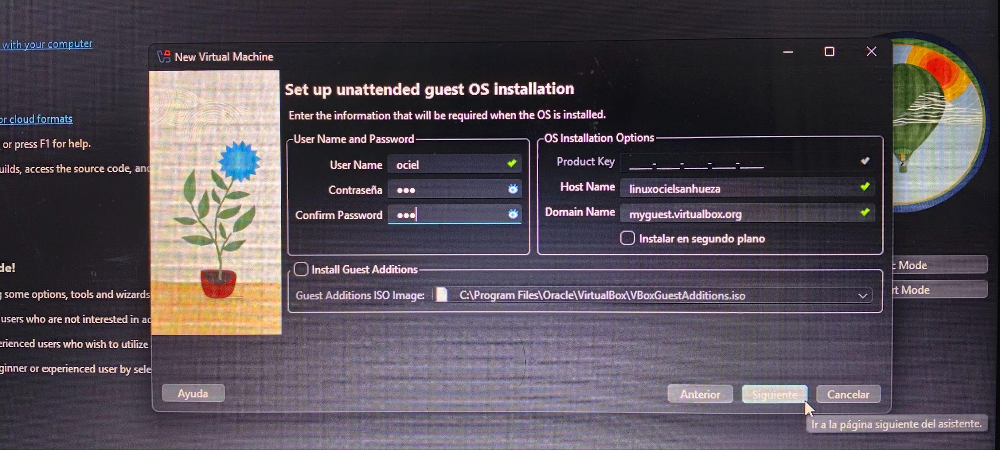 with your computer
or cloud formats
or press F1 for help.
uilds, access the source code, and
de!
some options, tools and wizards
users who are not interested in ad
erienced users who wish to utilize
ginner or experienced user by sele
New Virtual Machine
Set up unattended guest OS installation
Enter the information that will be required when the OS is installed.
User Name and Password
User Name ociel
Contraseña •••
Confirm Password •••
OS Installation Options
Product Key ____-____-____-____-____
Host Name linuxocielsanhueza
Domain Name myguest.virtualbox.org
Instalar en segundo plano
Install Guest Additions
Guest Additions ISO Image: C:\Program Files\Oracle\VirtualBox\VBoxGuestAdditions.iso
Ayuda
Anterior
Siguiente
Cancelar
Ir a la página siguiente del asistente.
Mode
rt Mode